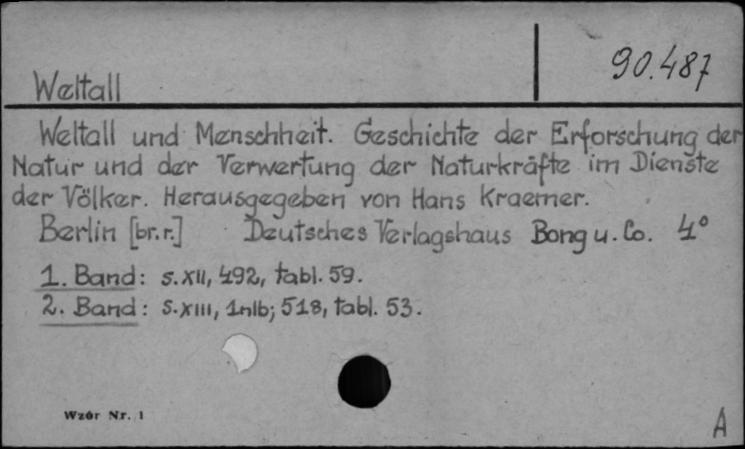 90.487
Weltall
Weltall und Menschheit. Geschichte der Erforschung der
Natur und der Verwertung der Naturkräfte im Dienste
der Völker. Herausgegeben von Hans Kraemer.
Berlin [br.r.] Deutsches Verlagshaus Bong u. Co. 4°
1. Band: s.XII, 492, tabl. 59.
2. Band: s.XIII, 1nlb; 518, tabl. 53.
Wzór Nr. 1
A